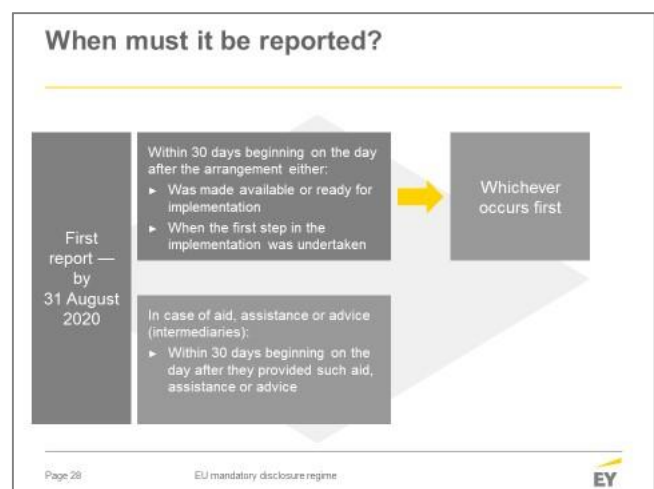 When must it be reported?
First
report —
by
31 August
2020
Within 30 days beginning on the day
after the arrangement either:
► Was made available or ready for
implementation
► When the first step in the
implementation was undertaken
Whichever
occurs first
In case of aid, assistance or advice
(intermediaries):
► Within 30 days beginning on the
day after they provided such aid,
assistance or advice
Page 28
EU mandatory disclosure regime
EY